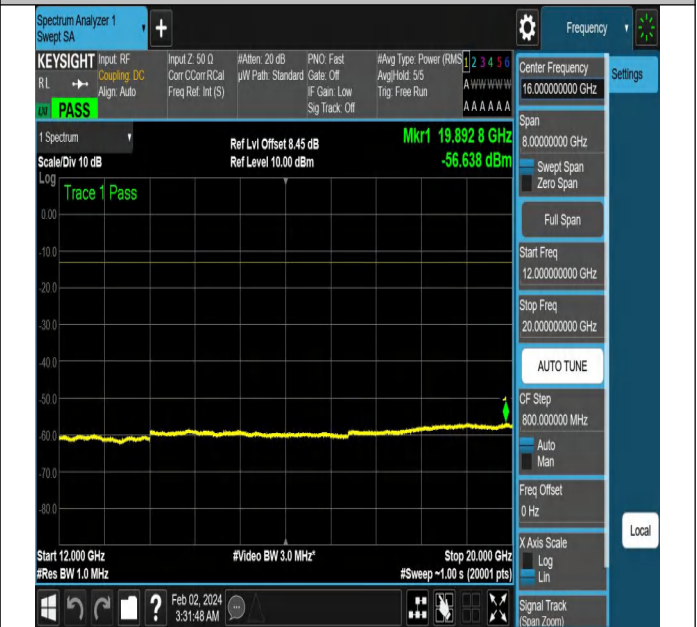 Spectrum Analyzer 1
Swept SA
+
Frequency
KEYSIGHT
RL
PASS
Input: RF
Coupling: DC
Align: Auto
Input Z: 50 Ω
Corr CCorr RCal
Freq Ref: Int (S)
#Atten: 20 dB
µW Path: Standard
PNO: Fast
Gate: Off
IF Gain: Low
Sig Track: Off
#Avg Type: Power (RMS
Avg|Hold: 5/5
Trig: Free Run
1 2 3 4 5 6
A W W W W W
A A A A A A
1 Spectrum
Scale/Div 10 dB
Log
Ref Lvl Offset 8.45 dB
Ref Level 10.00 dBm
Mkr1 19.892 8 GHz
-56.638 dBm
Trace 1 Pass
0.00
-10.0
-20.0
-30.0
-40.0
-50.0
-60.0
-70.0
-80.0
1
Start 12.000 GHz
#Res BW 1.0 MHz
#Video BW 3.0 MHz*
Stop 20.000 GHz
#Sweep ~1.00 s (20001 pts)
Center Frequency
16.000000000 GHz
Settings
Span
8.00000000 GHz
Swept Span
Zero Span
Full Span
Start Freq
12.000000000 GHz
Stop Freq
20.000000000 GHz
AUTO TUNE
CF Step
800.000000 MHz
Auto
Man
Freq Offset
0 Hz
X Axis Scale
Log
Lin
Signal Track
(Span Zoom)
Local
?
Feb 02, 2024
3:31:48 AM